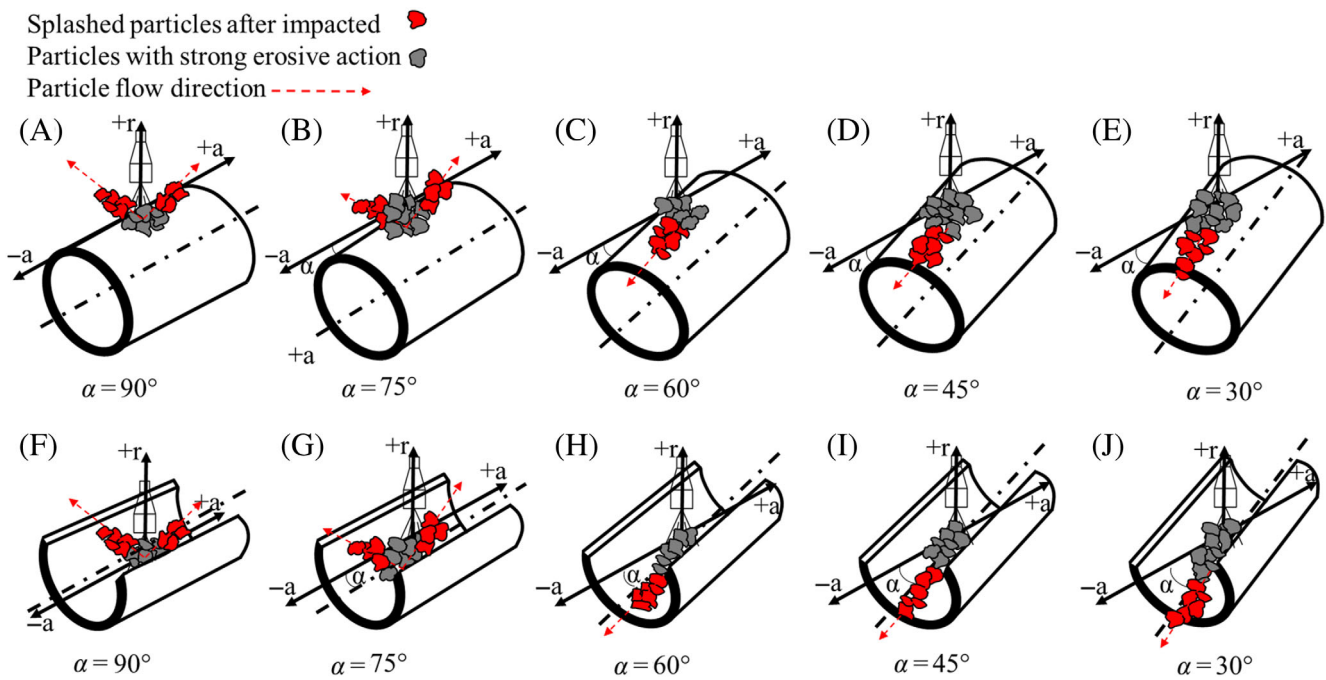 Splashed particles after impacted
Particles with strong erosive action
Particle flow direction
(A) +r +a −a
(B) +r +a −a α +a
(C) +r +a −a α
(D) +r a −a α
(E) +r a −a α
α = 90° α = 75° α = 60° α = 45° α = 30°
(F) +r +a −a
(G) +r +a −a α
(H) +r +a −a α
(I) +r +a −a α
(J) +r +a −a α
α = 90° α = 75° α = 60° α = 45° α = 30°